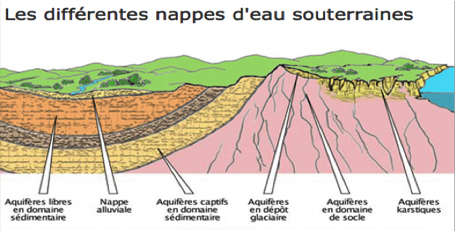 Les différentes nappes d'eau souterraines
Aquifères libres
en domaine
sédimentaire
Nappe
alluviale
Aquifères captifs
en domaine
sédimentaire
Aquifères
en dépôt
glaciaire
Aquifères
en domaine
de socle
Aquifères
karstiques